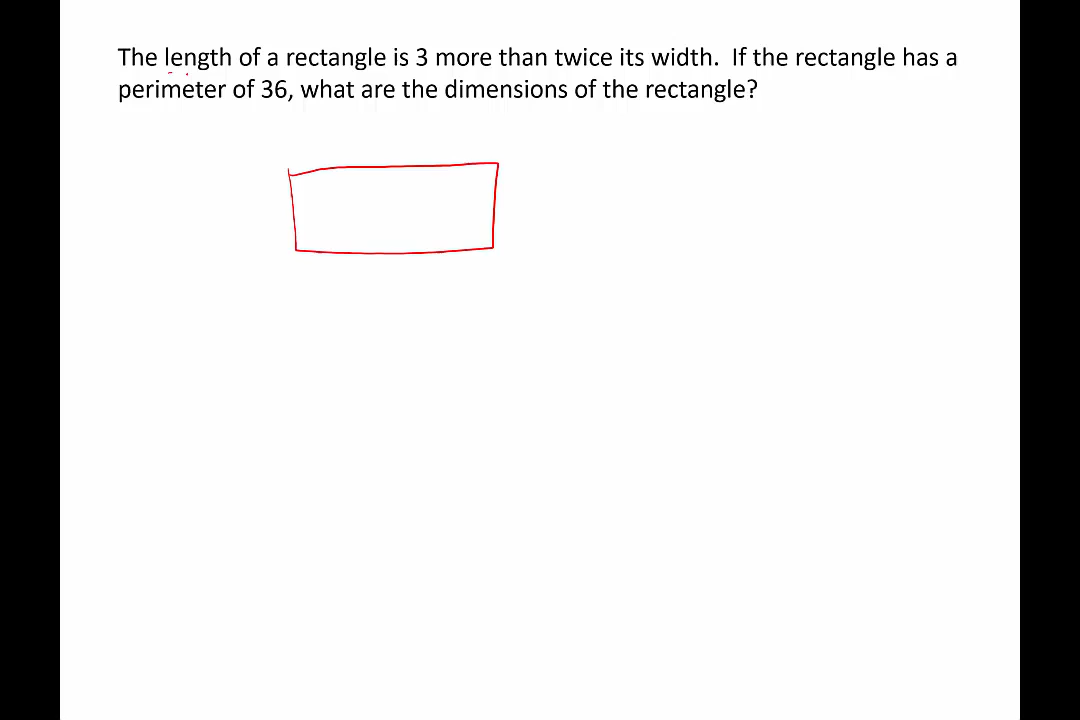 The length of a rectangle is 3 more than twice its width.  If the rectangle has a
perimeter of 36, what are the dimensions of the rectangle?